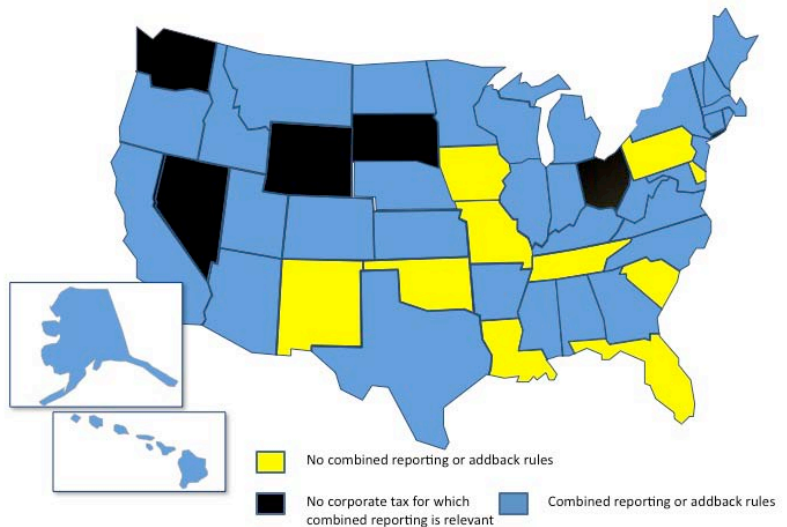 No combined reporting or addback rules
No corporate tax for which
combined reporting is relevant
Combined reporting or addback rules